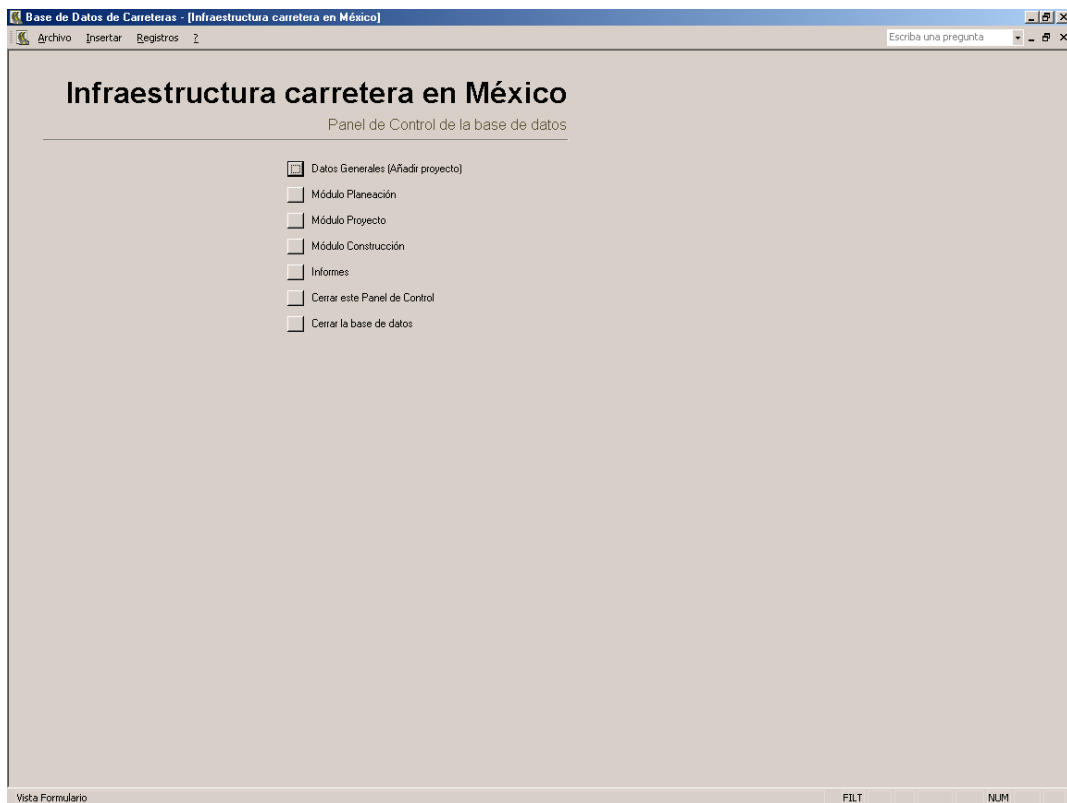 Base de Datos de Carreteras - [Infraestructura carretera en México]
Archivo Insertar Registros ? Escriba una pregunta
Infraestructura carretera en México
Panel de Control de la base de datos
Datos Generales (Añadir proyecto)
Módulo Planeación
Módulo Proyecto
Módulo Construcción
Informes
Cerrar este Panel de Control
Cerrar la base de datos
Vista Formulario FILT NUM